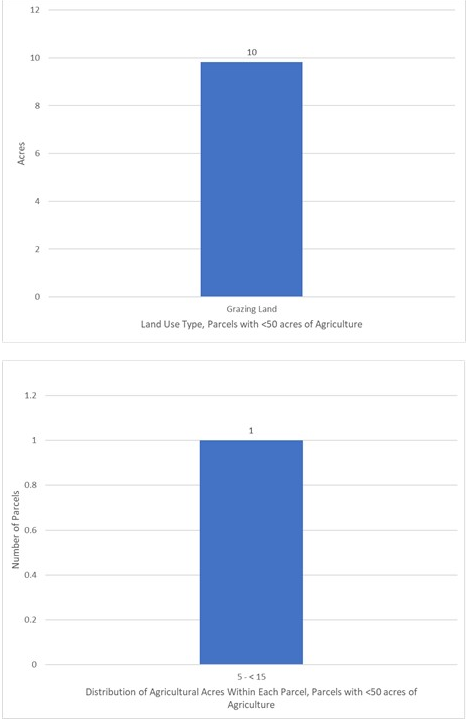 12
10
10
8
Acres
6
4
2
0
Grazing Land
Land Use Type, Parcels with <50 acres of Agriculture
1.2
1
1
0.8
Number of Parcels
0.6
0.4
0.2
0
5 - < 15
Distribution of Agricultural Acres Within Each Parcel, Parcels with <50 acres of
Agriculture